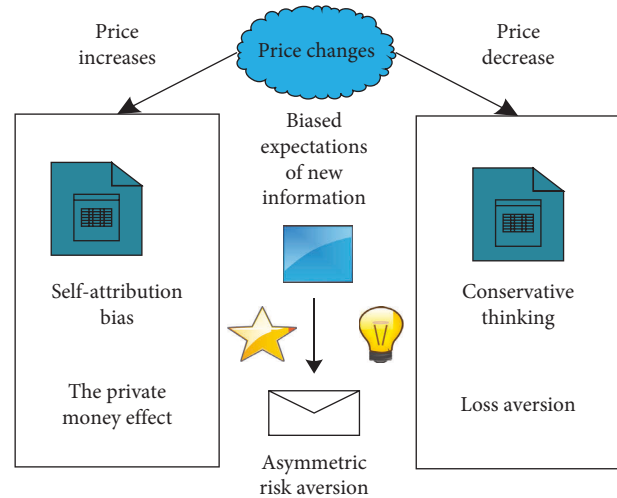 Price
increases
Price changes
Price
decrease
Biased
expectations
of new
information
Self-attribution
bias
The private
money effect
Conservative
thinking
Loss aversion
Asymmetric
risk aversion